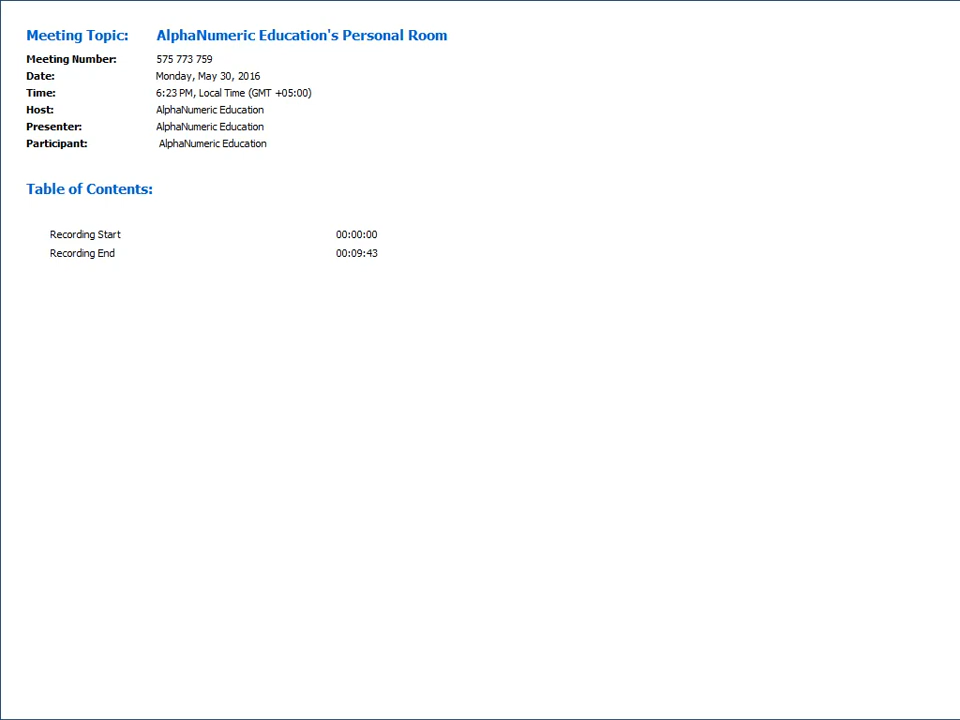 Meeting Topic: AlphaNumeric Education's Personal Room
Meeting Number: 575 773 759
Date: Monday, May 30, 2016
Time: 6:23 PM, Local Time (GMT +05:00)
Host: AlphaNumeric Education
Presenter: AlphaNumeric Education
Participant: AlphaNumeric Education
Table of Contents:
Recording Start 00:00:00
Recording End 00:09:43